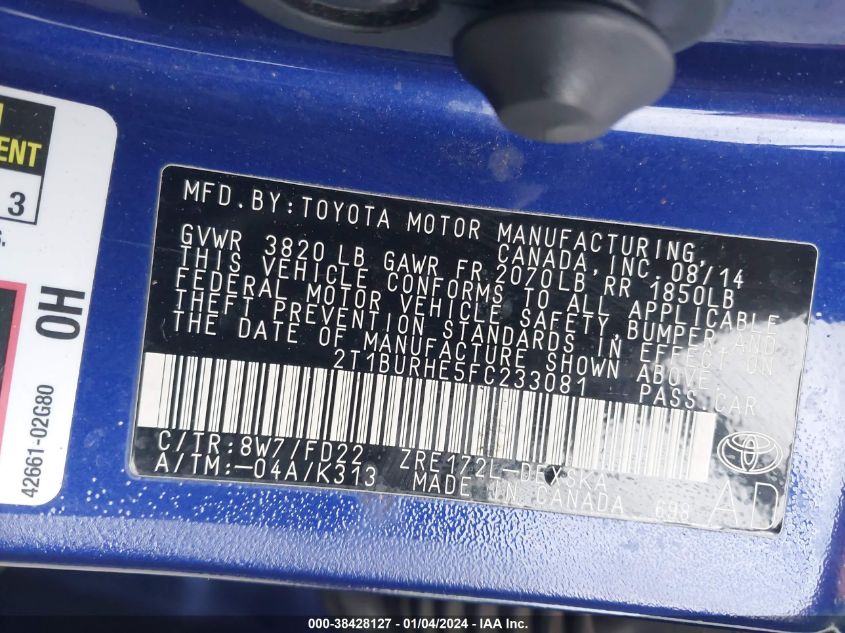 ENT
3
S.
OH
42661-02G80
MFD.BY:TOYOTA MOTOR MANUFACTURING,
CANADA, INC. 08/14
GVWR 3820 LB GAWR FR 2070LB RR 1850LB
THIS VEHICLE CONFORMS TO ALL APPLICABLE
FEDERAL MOTOR VEHICLE SAFETY BUMPER AND
THEFT PREVENTION STANDARDS IN EFFECT ON
THE DATE OF MANUFACTURE SHOWN ABOVE.
2T1BURHE5FC233081 PASS CAR
C/TR:8W7/FD22 ZRE172L-
A/TM:-04A/K313 MADE IN CANADA 698
AD
000-38428127 - 01/04/2024 - IAA Inc.